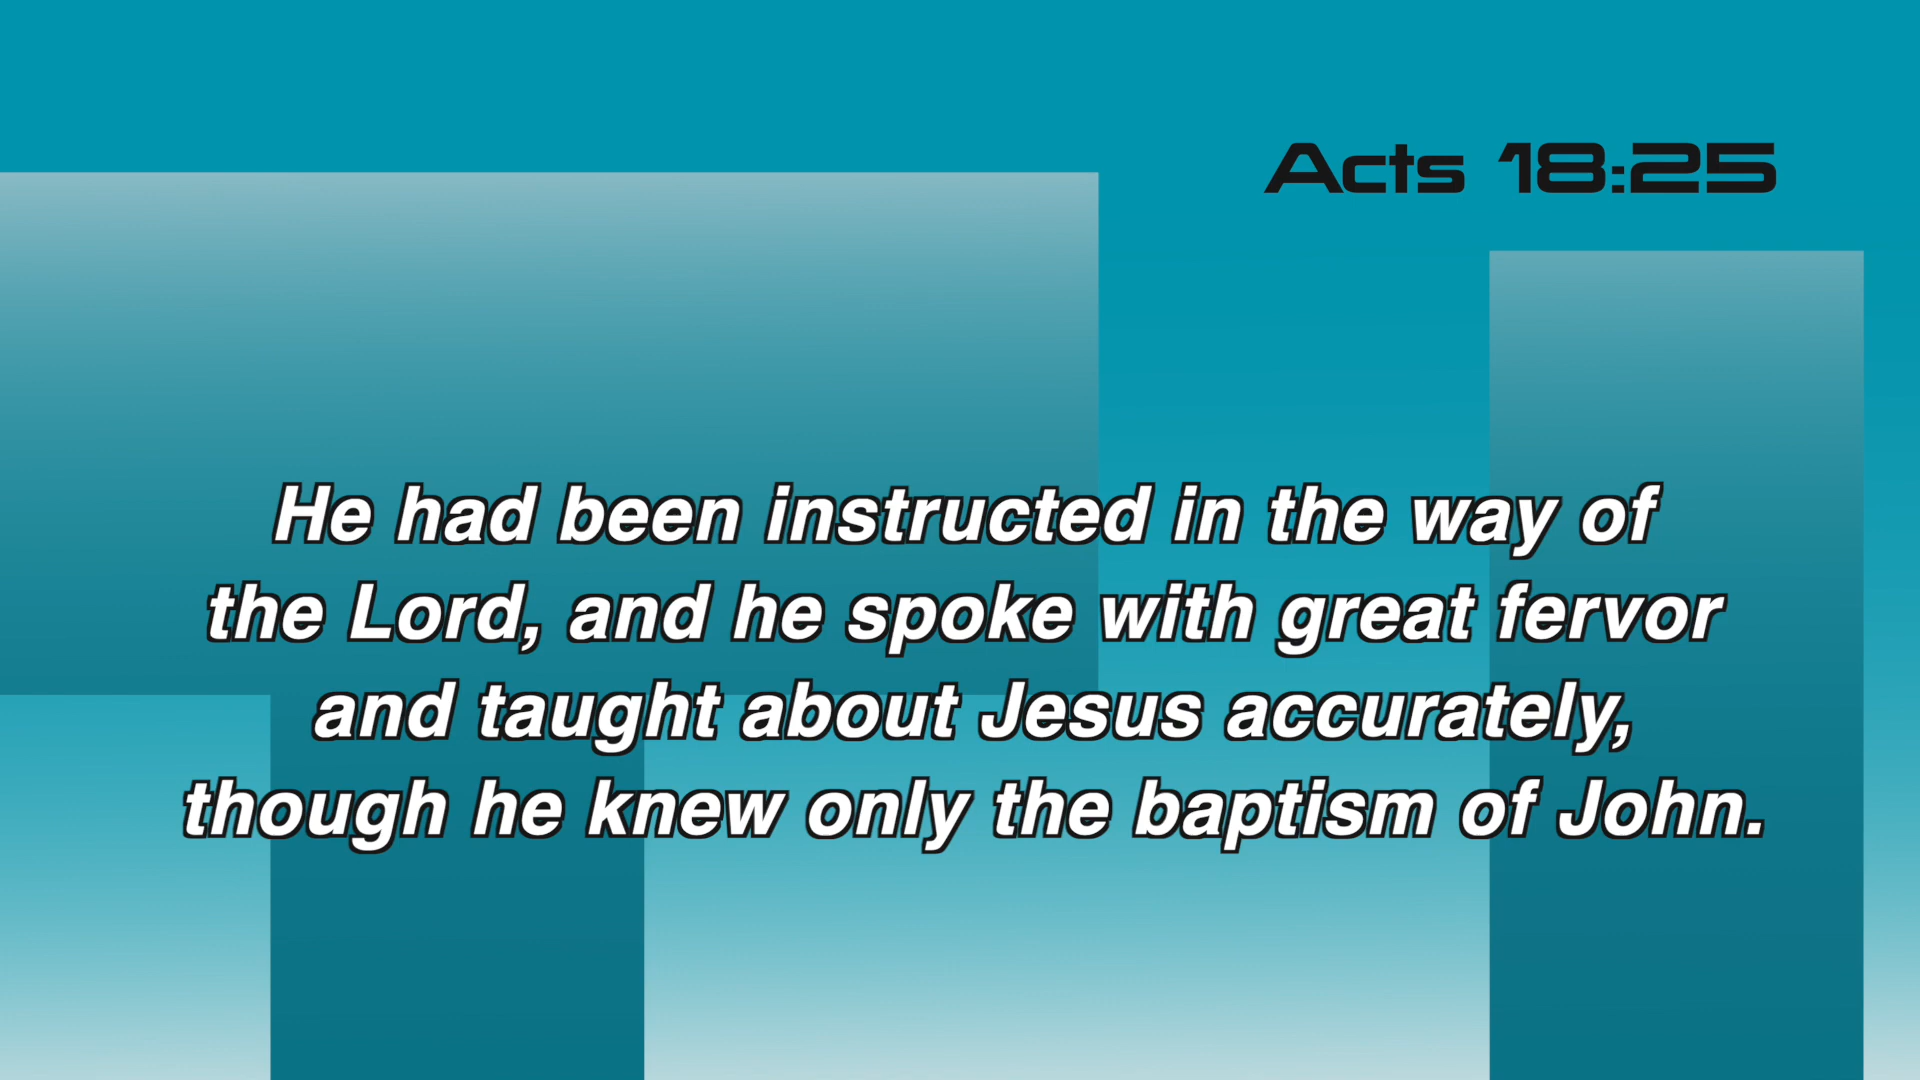 Acts 18:25
He had been instructed in the way of
the Lord, and he spoke with great fervor
and taught about Jesus accurately,
though he knew only the baptism of John.